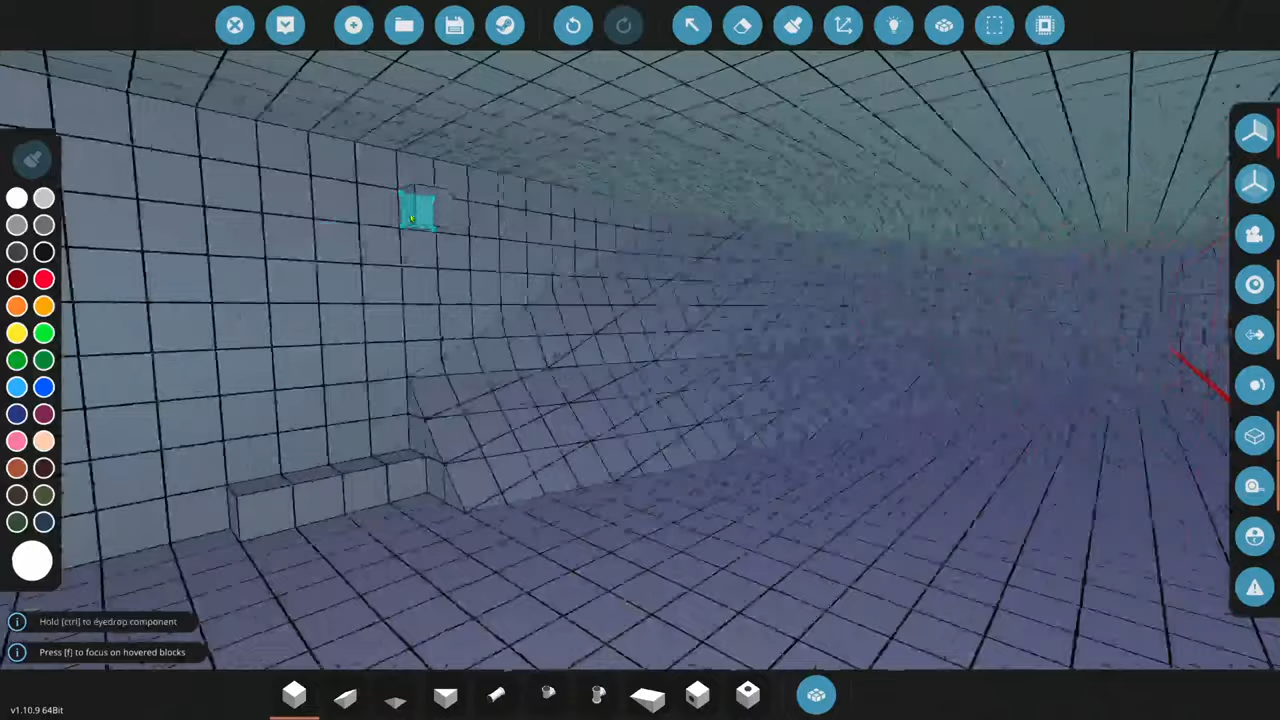 Hold [ctrl] to eyedrop component
Press [f] to focus on hovered blocks
v1.10.9 64Bit